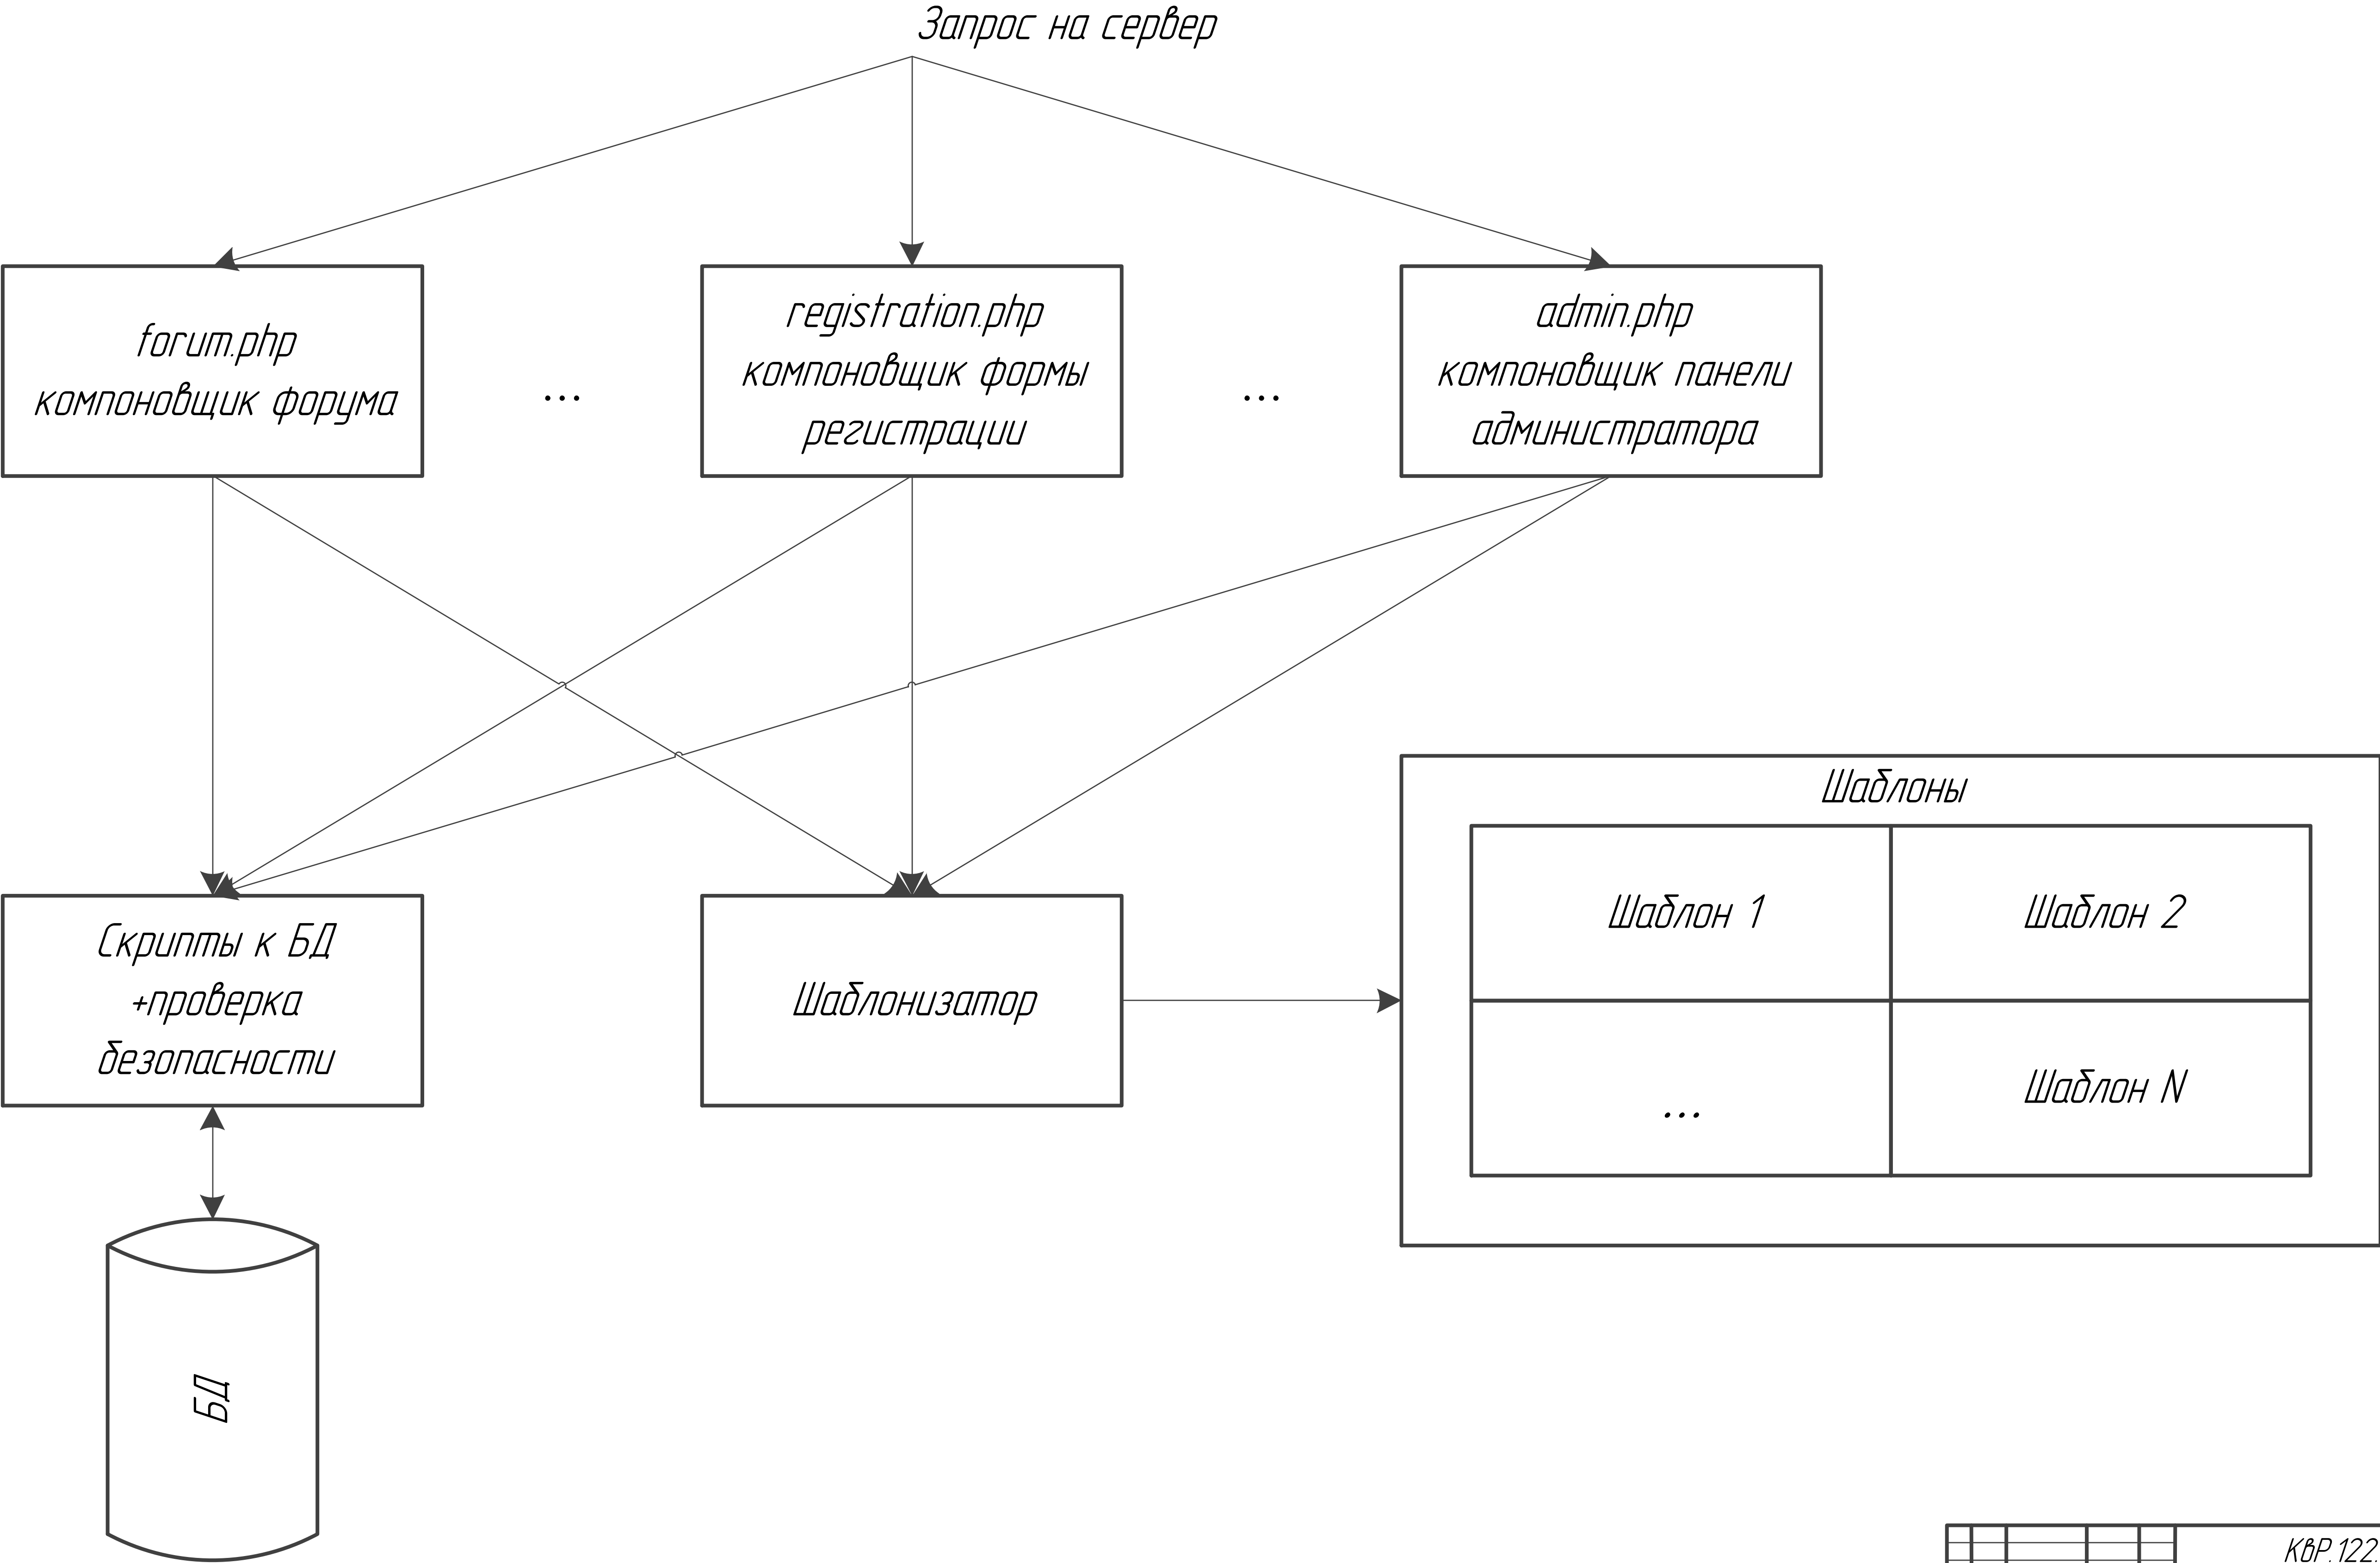 Запрос на сервер
forum.php
компоновщик форума
...
registration.php
компоновщик формы
регистрации
...
admin.php
компоновщик панели
администратора
Шаблоны
Шаблон 1
Шаблон 2
...
Шаблон N
Скрипты к БД
+проверка
безопасности
Шаблонизатор
БД
КВР.122